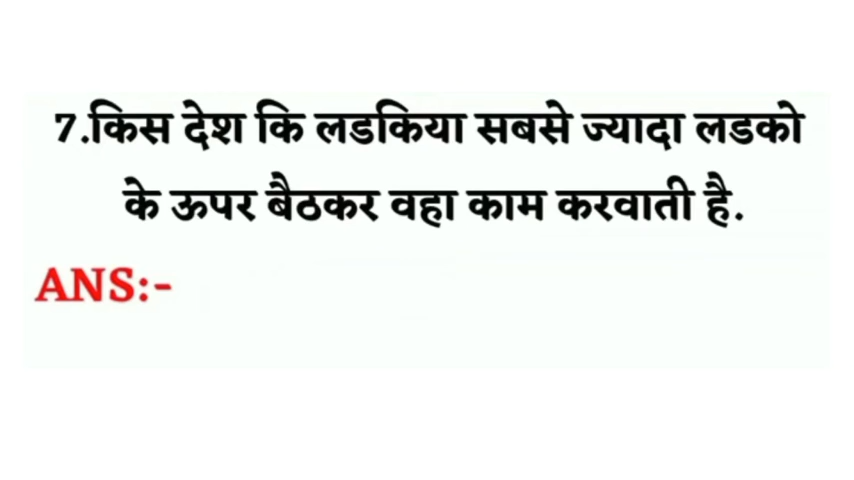 7.किस देश कि लडकिया सबसे ज्यादा लडको
के ऊपर बैठकर वहा काम करवाती है.
ANS:-